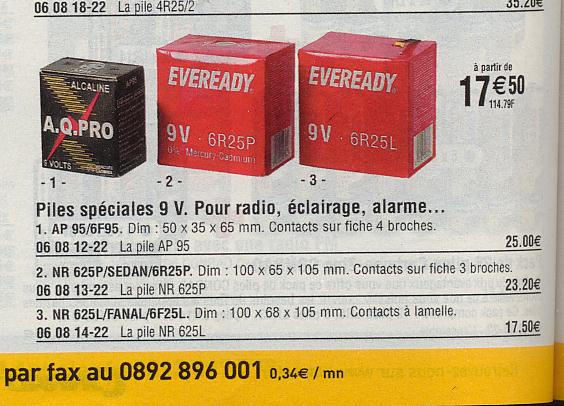 06 08 18-22 La pile 4R25/2 35.20€
à partir de
17€50
114.79F
ALCALINE
A.Q.PRO
9 VOLTS
AP95
EVEREADY
9V · 6R25P
0% Mercury-Cadmium
EVEREADY
9V · 6R25L
- 1 - - 2 - - 3 -
Piles spéciales 9 V. Pour radio, éclairage, alarme...
1. AP 95/6F95. Dim : 50 x 35 x 65 mm. Contacts sur fiche 4 broches.
06 08 12-22 La pile AP 95 25.00€
2. NR 625P/SEDAN/6R25P. Dim : 100 x 65 x 105 mm. Contacts sur fiche 3 broches.
06 08 13-22 La pile NR 625P 23.20€
3. NR 625L/FANAL/6F25L. Dim : 100 x 68 x 105 mm. Contacts à lamelle.
06 08 14-22 La pile NR 625L 17.50€
par fax au 0892 896 001 0,34€ / mn